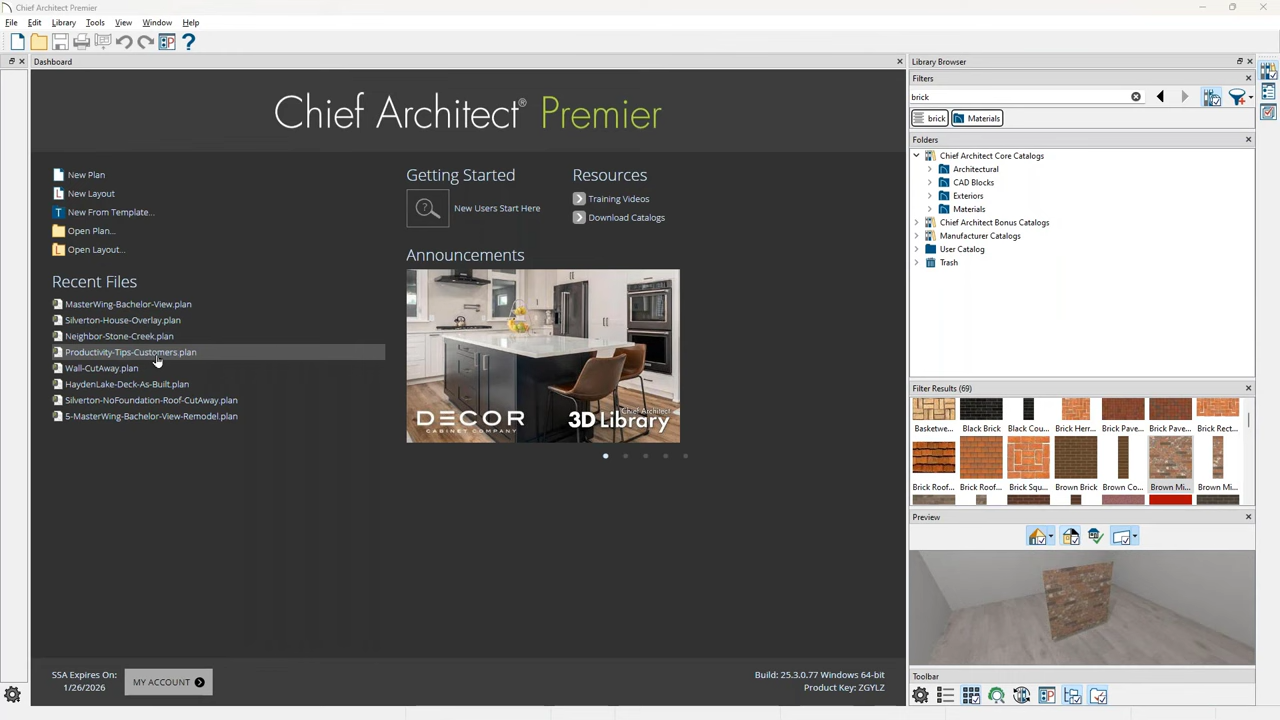 Chief Architect Premier
File Edit Library Tools View Window Help
Dashboard
Chief Architect® Premier
New Plan
New Layout
New From Template...
Open Plan...
Open Layout...
Recent Files
MasterWing-Bachelor-View.plan
Silverton-House-Overlay.plan
Neighbor-Stone-Creek.plan
Productivity-Tips-Customers.plan
Wall-CutAway.plan
HaydenLake-Deck-As-Built.plan
Silverton-NoFoundation-Roof-CutAway.plan
5-MasterWing-Bachelor-View-Remodel.plan
Getting Started
New Users Start Here
Resources
Training Videos
Download Catalogs
Announcements
DECOR
CABINET COMPANY
Chief Architect
3D Library
SSA Expires On:
1/26/2026
MY ACCOUNT
Build: 25.3.0.77 Windows 64-bit
Product Key: ZGYLZ
Library Browser
Filters
brick
brick Materials
Folders
Chief Architect Core Catalogs
Architectural
CAD Blocks
Exteriors
Materials
Chief Architect Bonus Catalogs
Manufacturer Catalogs
User Catalog
Trash
Filter Results (69)
Basketwe... Black Brick Black Cou... Brick Herr... Brick Pave... Brick Pave... Brick Rect...
Brick Roof... Brick Roof... Brick Squ... Brown Brick Brown Co... Brown Mi... Brown Mi...
Preview
Toolbar